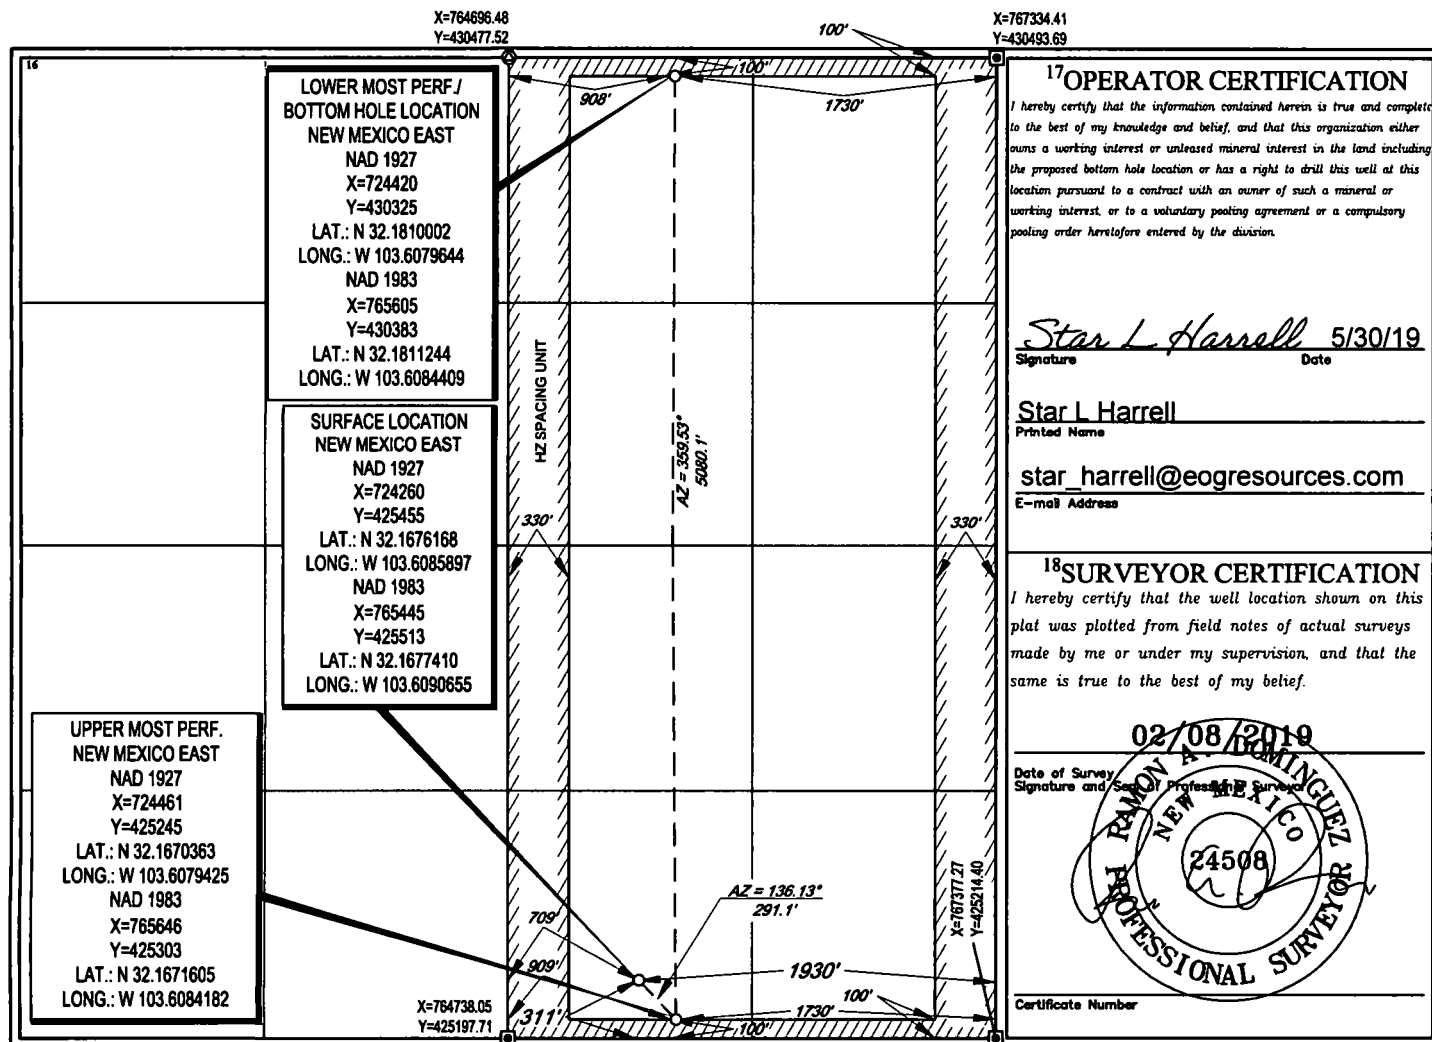 X=764696.48
Y=430477.52
X=767334.41
Y=430493.69
100'
16
100'
908'
1730'
LOWER MOST PERF./
BOTTOM HOLE LOCATION
NEW MEXICO EAST
NAD 1927
X=724420
Y=430325
LAT.: N 32.1810002
LONG.: W 103.6079644
NAD 1983
X=765605
Y=430383
LAT.: N 32.1811244
LONG.: W 103.6084409
SURFACE LOCATION
NEW MEXICO EAST
NAD 1927
X=724260
Y=425455
LAT.: N 32.1676168
LONG.: W 103.6085897
NAD 1983
X=765445
Y=425513
LAT.: N 32.1677410
LONG.: W 103.6090655
UPPER MOST PERF.
NEW MEXICO EAST
NAD 1927
X=724461
Y=425245
LAT.: N 32.1670363
LONG.: W 103.6079425
NAD 1983
X=765646
Y=425303
LAT.: N 32.1671605
LONG.: W 103.6084182
HZ SPACING UNIT
AZ = 359.53°
5080.1'
330'
330'
AZ = 136.13°
291.1'
709'
909'
1930'
311'
100'
1730'
100'
X=767377.27
Y=425214.40
X=764738.05
Y=425197.71
17 OPERATOR CERTIFICATION
I hereby certify that the information contained herein is true and complete
to the best of my knowledge and belief, and that this organization either
owns a working interest or unleased mineral interest in the land including
the proposed bottom hole location or has a right to drill this well at this
location pursuant to a contract with an owner of such a mineral or
working interest, or to a voluntary pooling agreement or a compulsory
pooling order heretofore entered by the division.
Star L Harrell 5/30/19
Signature Date
Star L Harrell
Printed Name
star_harrell@eogresources.com
E-mail Address
18 SURVEYOR CERTIFICATION
I hereby certify that the well location shown on this
plat was plotted from field notes of actual surveys
made by me or under my supervision, and that the
same is true to the best of my belief.
02/08/2019
Date of Survey
Signature and Seal of Professional Surveyor
RAMON A. DOMINGUEZ
NEW MEXICO
24508
PROFESSIONAL SURVEYOR
Certificate Number